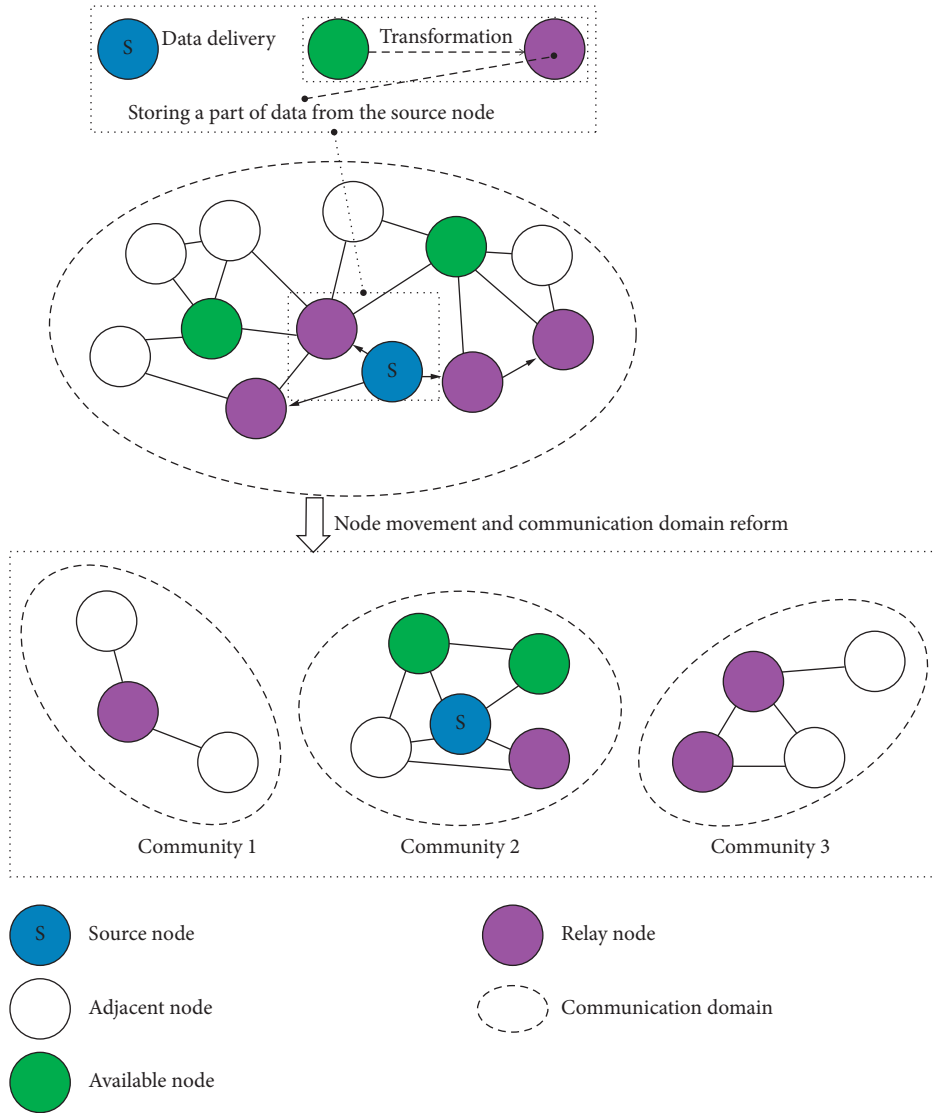 S
Data delivery
Transformation
Storing a part of data from the source node
S
Node movement and communication domain reform
S
Community 1
Community 2
Community 3
S
Source node
Relay node
Adjacent node
Communication domain
Available node